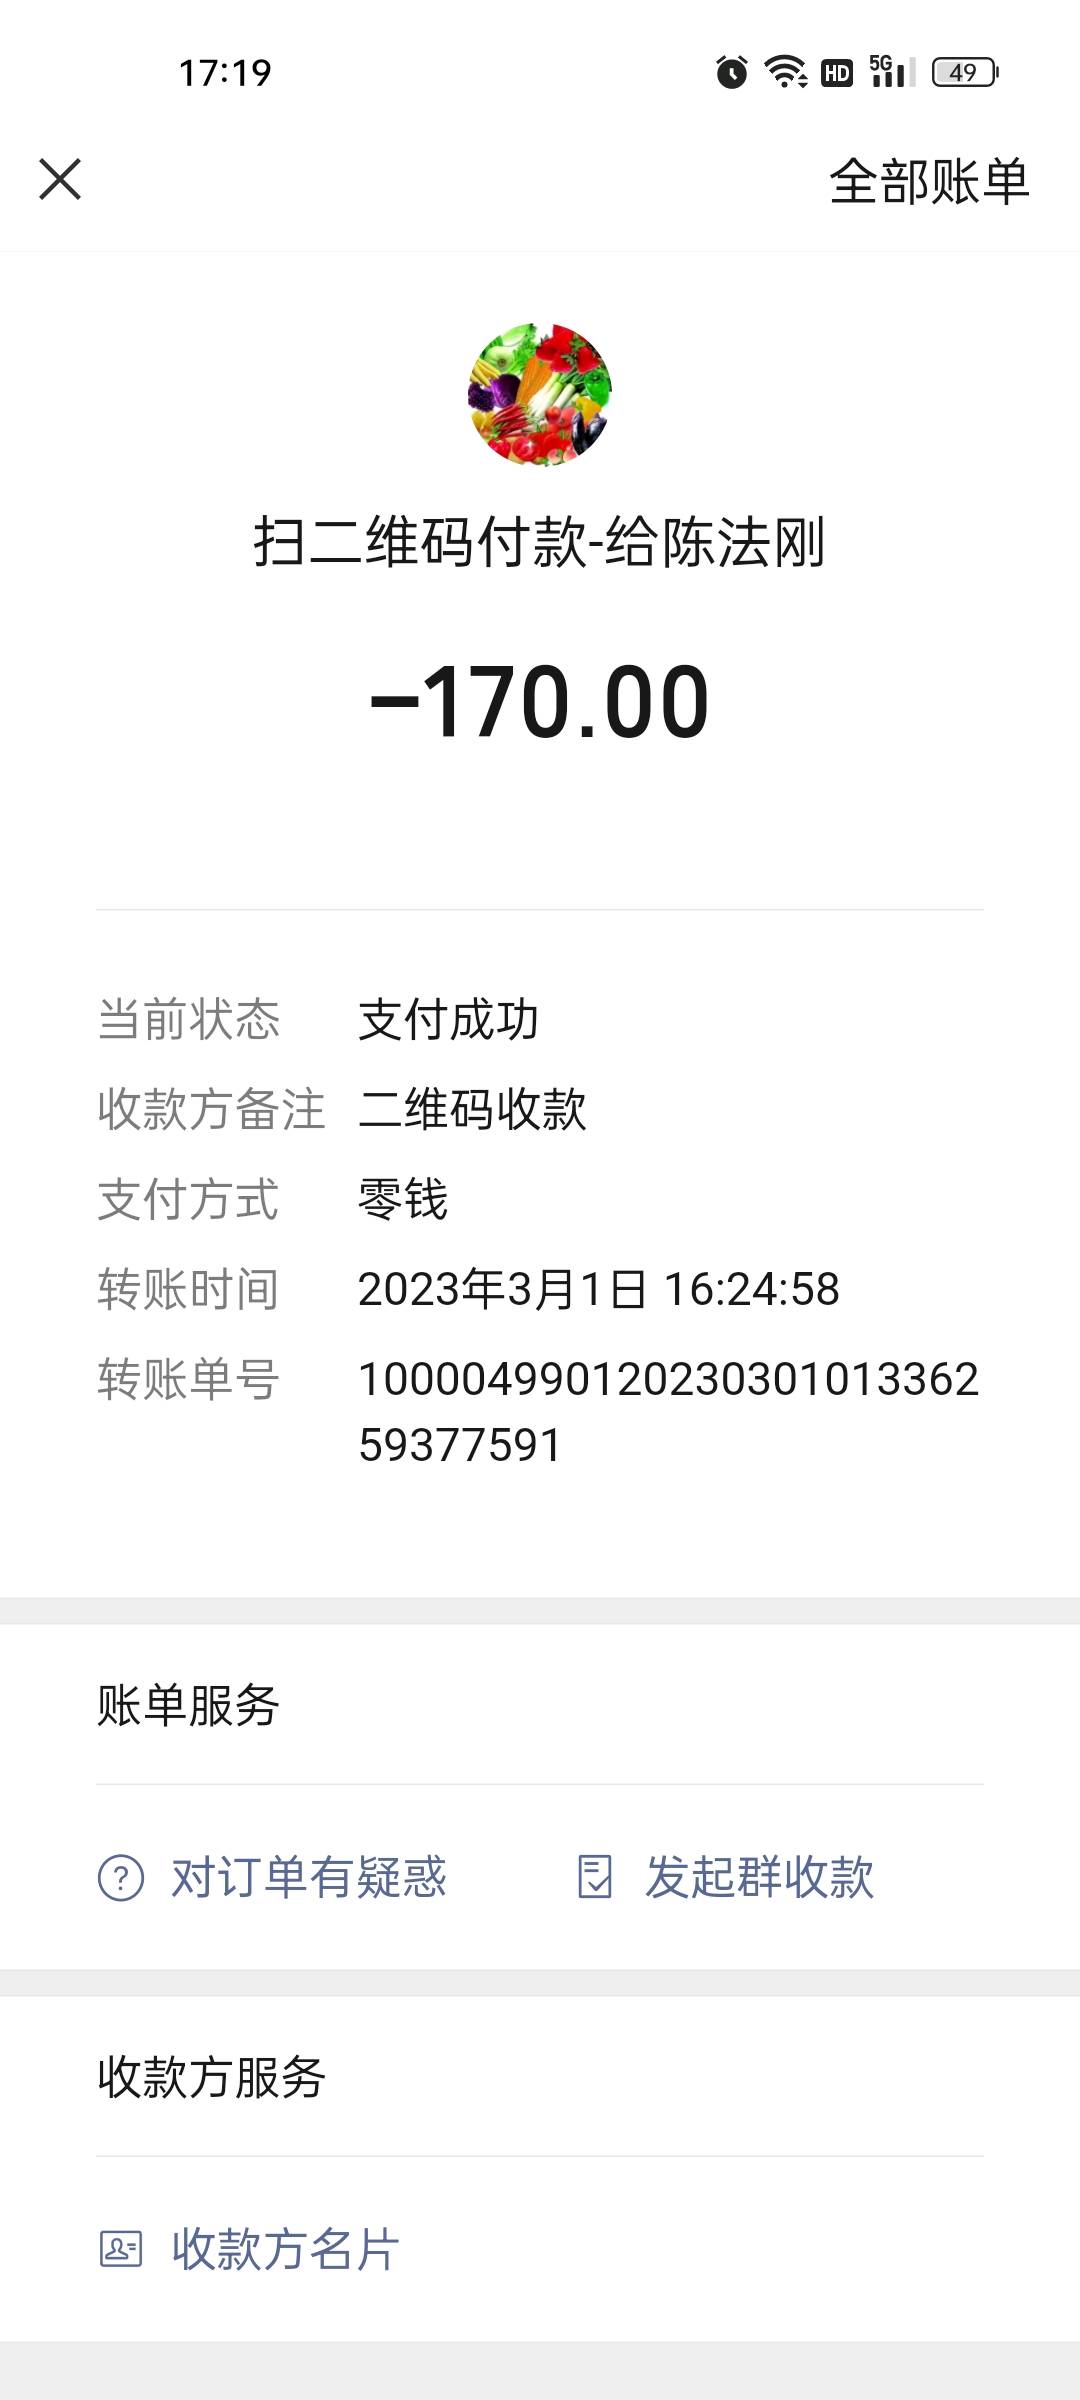 17:19
HD 5G 49
全部账单
扫二维码付款-给陈法刚
-170.00
当前状态 支付成功
收款方备注 二维码收款
支付方式 零钱
转账时间 2023年3月1日 16:24:58
转账单号 100004990120230301013362
59377591
账单服务
对订单有疑惑 发起群收款
收款方服务
收款方名片